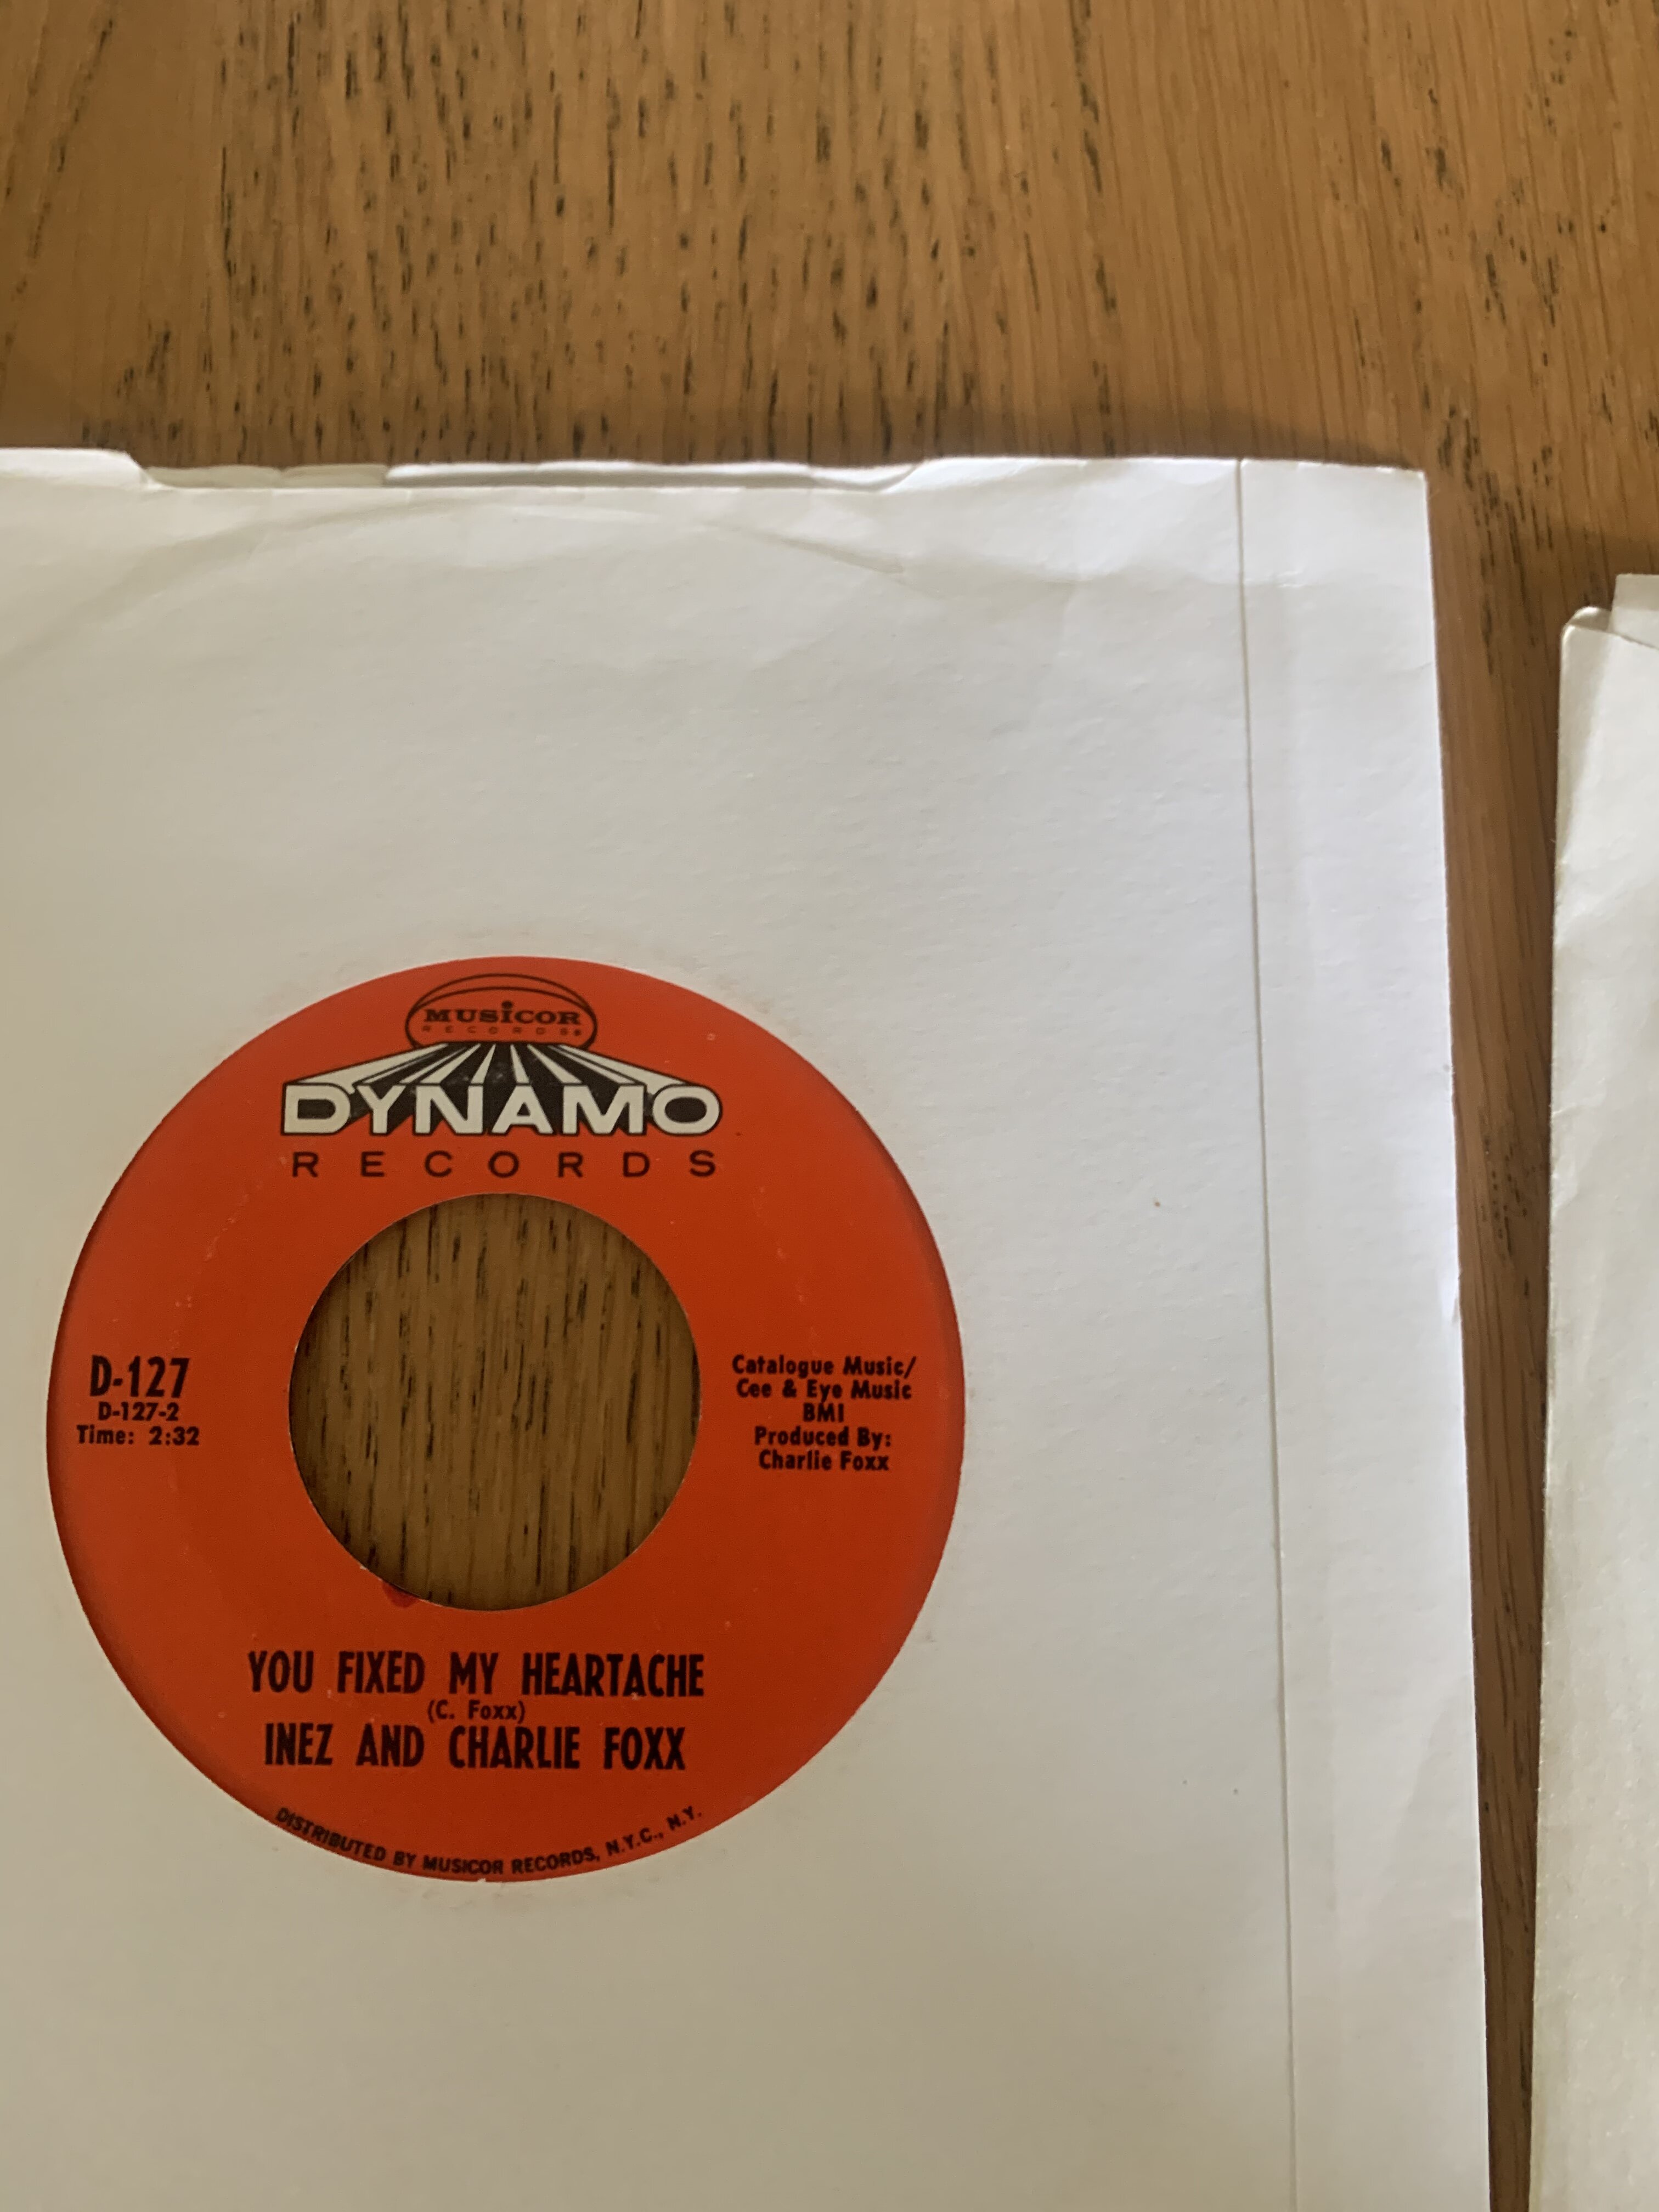 MUSICOR
RECORDS®
DYNAMO
RECORDS
D-127
D-127-2
Time: 2:32
Catalogue Music/
Cee & Eye Music
BMI
Produced By:
Charlie Foxx
YOU FIXED MY HEARTACHE
(C. Foxx)
INEZ AND CHARLIE FOXX
DISTRIBUTED BY MUSICOR RECORDS, N.Y.C., N.Y.